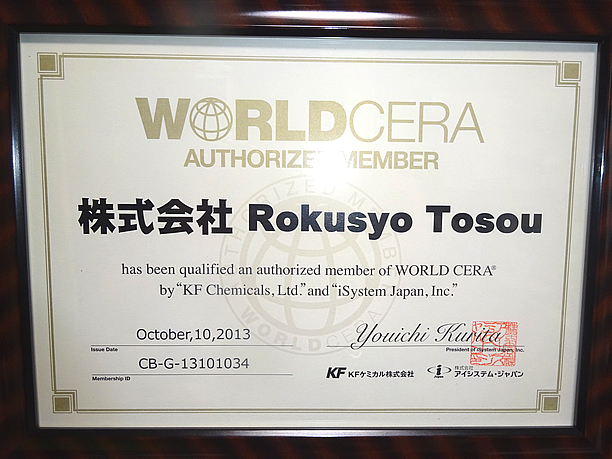 WORLDCERA
AUTHORIZED MEMBER
株式会社 Rokusyo Tosou
has been qualified an authorized member of WORLD CERA®
by “KF Chemicals, Ltd.” and “iSystem Japan, Inc.”
October,10,2013
Issue Date
Youichi Kurita
President of iSystem Japan, Inc.
CB-G-13101034
Membership ID
KF KFケミカル株式会社
株式会社
アイシステム・ジャパン